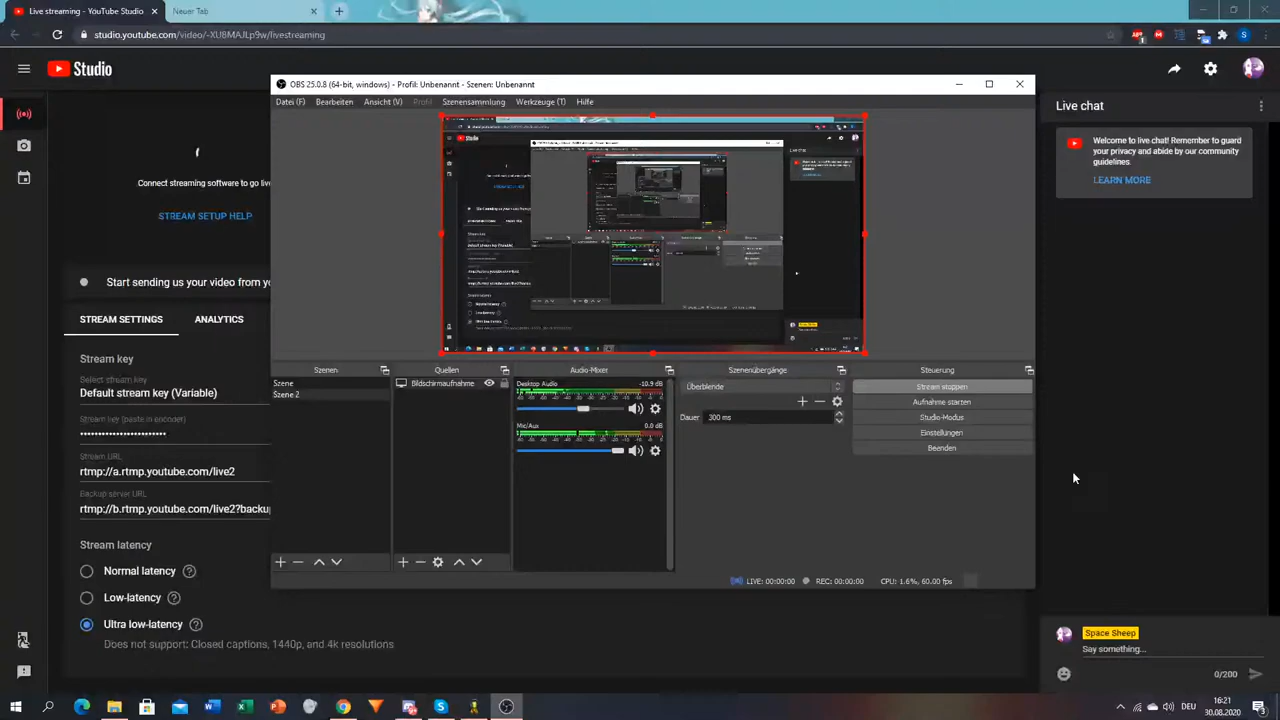 Live streaming - YouTube Studio
Neuer Tab
studio.youtube.com/video/-XU8MAJLp9w/livestreaming
Studio
OBS 25.0.8 (64-bit, windows) - Profil: Unbenannt - Szenen: Unbenannt
Datei (F)
Bearbeiten
Ansicht (V)
Profil
Szenensammlung
Werkzeuge (T)
Hilfe
Live chat
Welcome to live chat! Remember to guard
your privacy and abide by our community
guidelines.
LEARN MORE
Connect streaming software to go live
STREAM SETUP HELP
STREAM SETTINGS
ANALYTICS
Stream key
Select stream key
Default stream key (Variable)
Stream key (paste in encoder)
Stream URL
rtmp://a.rtmp.youtube.com/live2
Backup server URL
rtmp://b.rtmp.youtube.com/live2?backup
Stream latency
Normal latency
Low-latency
Ultra low-latency
Does not support: Closed captions, 1440p, and 4k resolutions
Szenen
Szene
Szene 2
Quellen
Bildschirmaufnahme
Audio-Mixer
Desktop Audio
-10.9 dB
Mic/Aux
0.0 dB
Szenenübergänge
Überblende
Dauer
300 ms
Steuerung
Stream stoppen
Aufnahme starten
Studio-Modus
Einstellungen
Beenden
LIVE: 00:00:00
REC: 00:00:00
CPU: 1.6%, 60.00 fps
Space Sheep
Say something...
0/200
DEU
16:21
30.08.2020